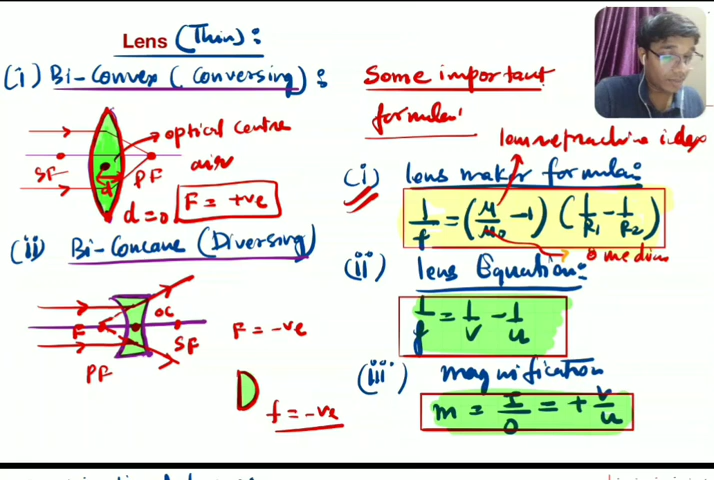 Lens (Thin):
(i) Bi-Convex (Conversing):
optical centre
air
SF
d
PF
d=0
F = +ve
(ii) Bi-Concave (Diversing)
F
OC
SF
PF
F = -ve
f = -ve
Some important
formulas
lens refractive index
(i) lens maker formula:
1/f = (μ/μ₀ - 1) (1/R₁ - 1/R₂)
medium
(ii) lens Equation:
1/f = 1/v - 1/u
(iii) magnification
m = I/O = + v/u